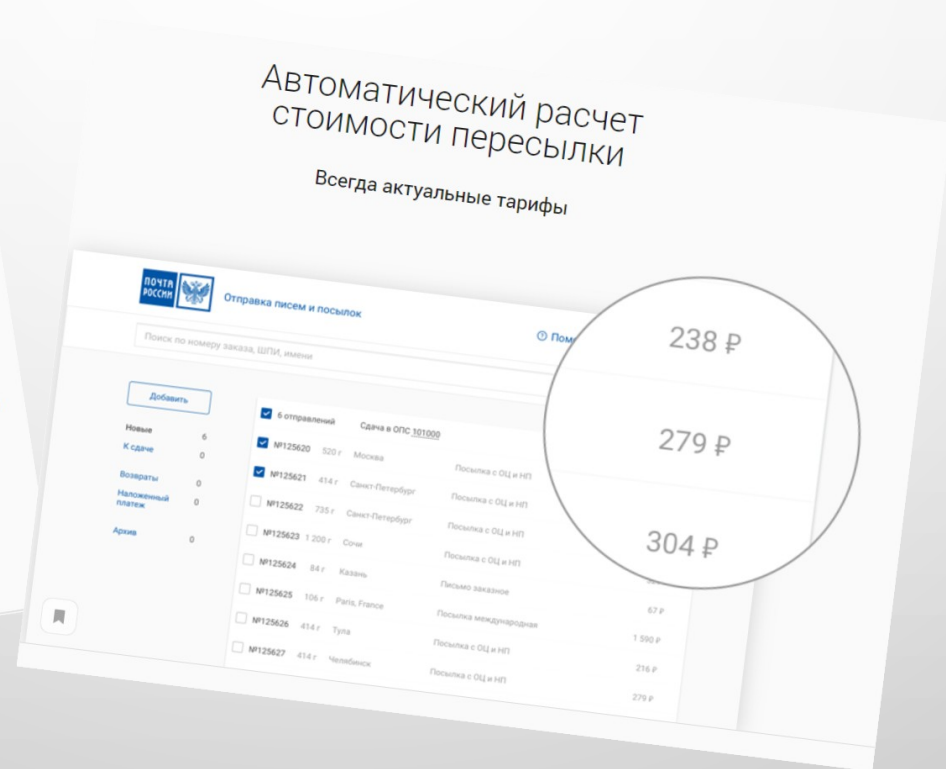 Автоматический расчет
стоимости пересылки
Всегда актуальные тарифы
ПОЧТА
РОССИИ
Отправка писем и посылок
Поиск по номеру заказа, ШПИ, имени
Добавить
Новые 6
К сдаче 0
Возвраты 0
Наложенный
платеж 0
Архив 0
6 отправлений Сдача в ОПС 101000
№125620 520 г Москва Посылка с ОЦ и НП 238 ₽
№125621 414 г Санкт-Петербург Посылка с ОЦ и НП 279 ₽
№125622 735 г Санкт-Петербург Посылка с ОЦ и НП 304 ₽
№125623 1 200 г Сочи Посылка с ОЦ и НП
№125624 84 г Казань Письмо заказное 67 ₽
№125625 106 г Paris, France Посылка международная 1 590 ₽
№125626 414 г Тула Посылка с ОЦ и НП 216 ₽
№125627 414 г Челябинск Посылка с ОЦ и НП 279 ₽